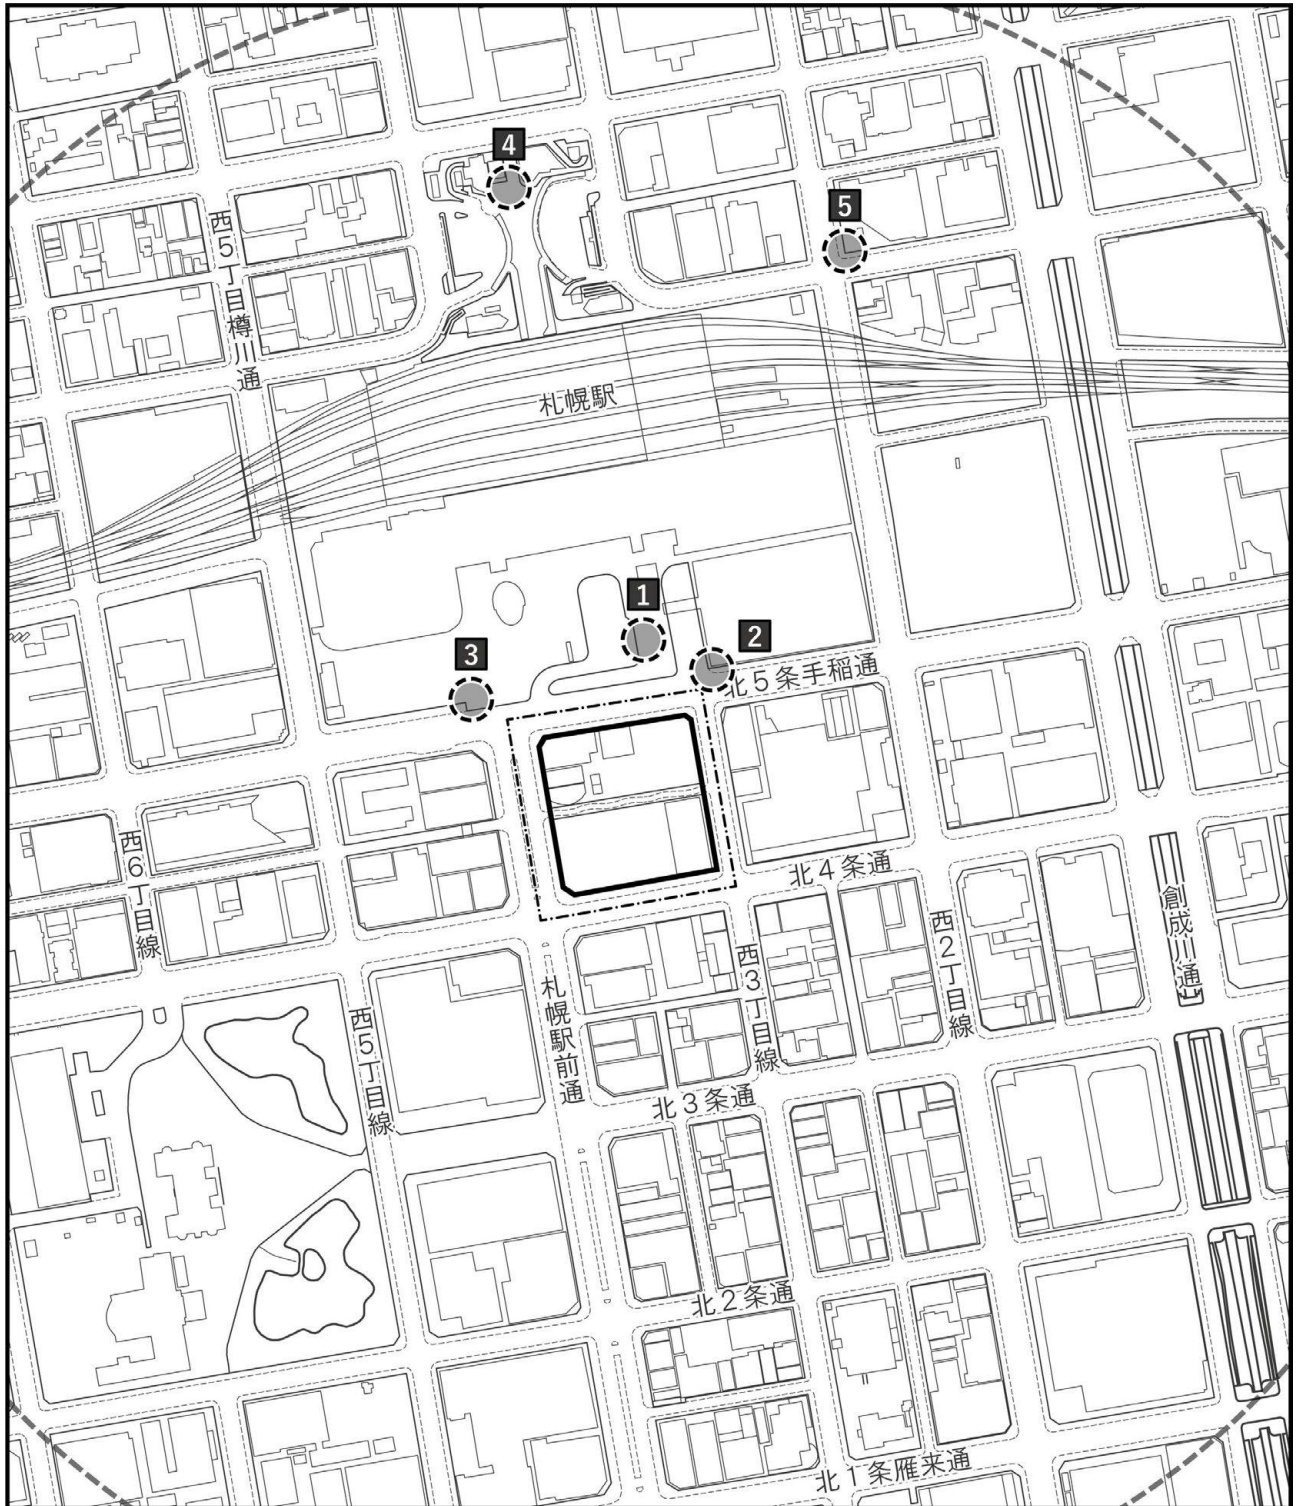 4
5
西5丁目樽川通
札幌駅
1
2
3
北5条手稲通
北4条通
西6丁目線
創成川通
西2丁目線
西3丁目線
札幌駅前通
西5丁目線
北3条通
北2条通
北1条雁来通